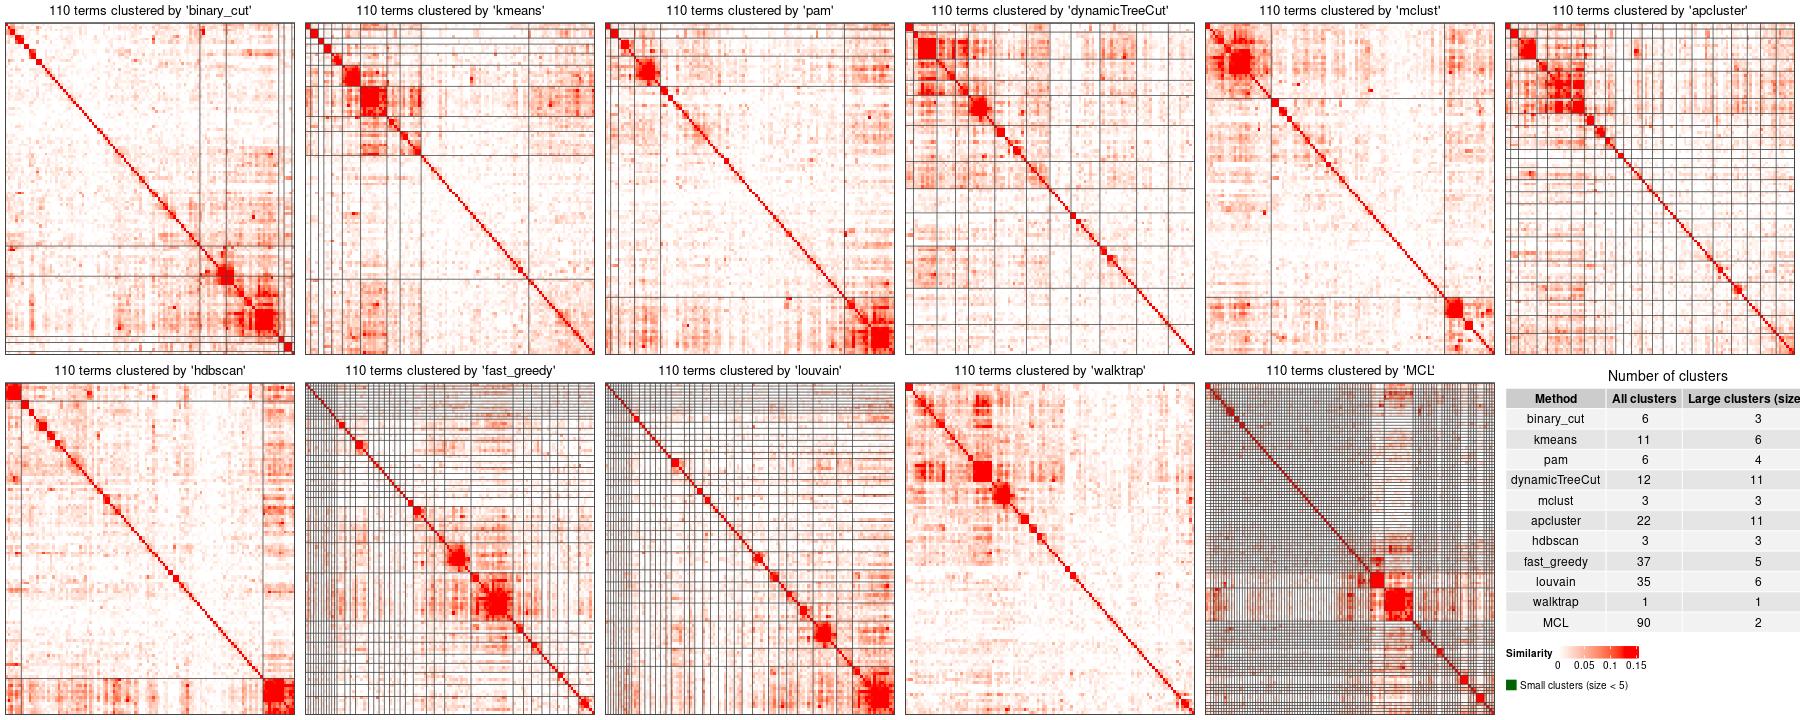 110 terms clustered by 'binary_cut'
110 terms clustered by 'kmeans'
110 terms clustered by 'pam'
110 terms clustered by 'dynamicTreeCut'
110 terms clustered by 'mclust'
110 terms clustered by 'apcluster'
110 terms clustered by 'hdbscan'
110 terms clustered by 'fast_greedy'
110 terms clustered by 'louvain'
110 terms clustered by 'walktrap'
110 terms clustered by 'MCL'
Number of clusters
Method All clusters Large clusters (size
binary_cut 6 3
kmeans 11 6
pam 6 4
dynamicTreeCut 12 11
mclust 3 3
apcluster 22 11
hdbscan 3 3
fast_greedy 37 5
louvain 35 6
walktrap 1 1
MCL 90 2
Similarity
0 0.05 0.1 0.15
Small clusters (size < 5)